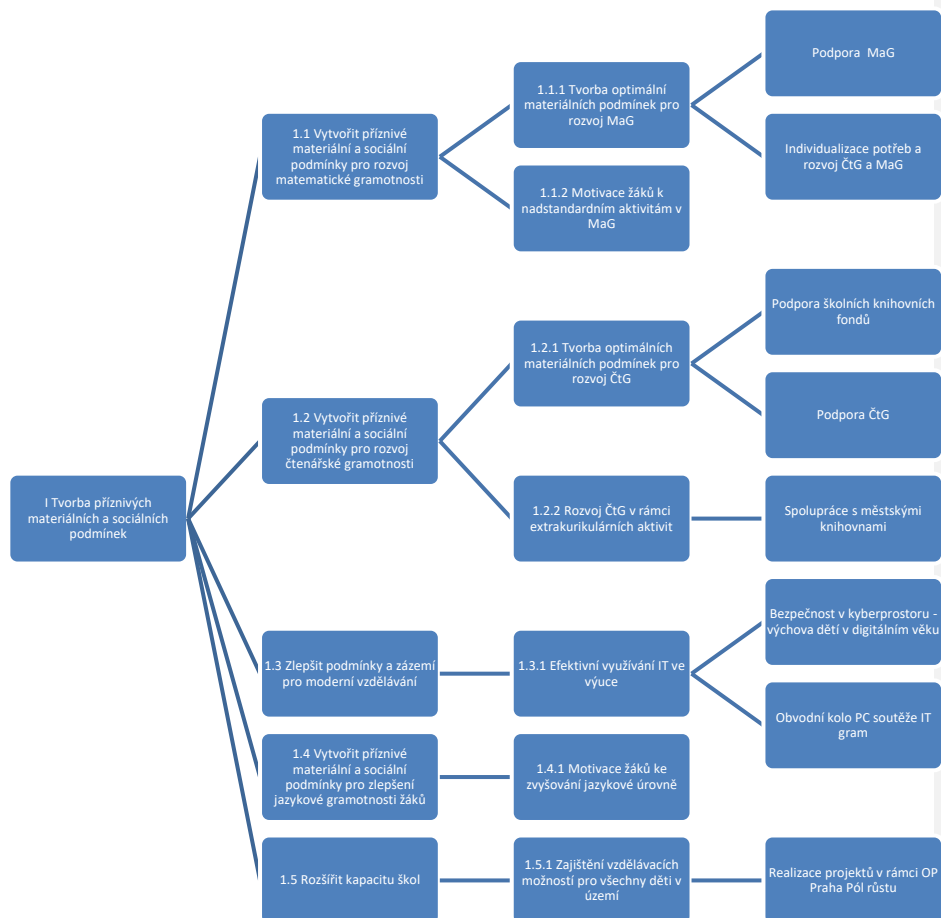 Podpora MaG
1.1.1 Tvorba optimální
materiálních podmínek pro
rozvoj MaG
1.1 Vytvořit příznivé
materiální a sociální
podmínky pro rozvoj
matematické gramotnosti
Individualizace potřeb a
rozvoj ČtG a MaG
1.1.2 Motivace žáků k
nadstandardním aktivitám v
MaG
Podpora školních knihovních
fondů
1.2.1 Tvorba optimálních
materiálních podmínek pro
rozvoj ČtG
1.2 Vytvořit příznivé
materiální a sociální
podmínky pro rozvoj
čtenářské gramotnosti
Podpora ČtG
I Tvorba příznivých
materiálních a sociálních
podmínek
1.2.2 Rozvoj ČtG v rámci
extrakurikulárních aktivit
Spolupráce s městskými
knihovnami
Bezpečnost v kyberprostoru -
výchova dětí v digitálním věku
1.3 Zlepšit podmínky a zázemí
pro moderní vzdělávání
1.3.1 Efektivní využívání IT ve
výuce
Obvodní kolo PC soutěže IT
gram
1.4 Vytvořit příznivé
materiální a sociální
podmínky pro zlepšení
jazykové gramotnosti žáků
1.4.1 Motivace žáků ke
zvyšování jazykové úrovně
1.5 Rozšířit kapacitu škol
1.5.1 Zajištění vzdělávacích
možností pro všechny děti v
území
Realizace projektů v rámci OP
Praha Pól růstu